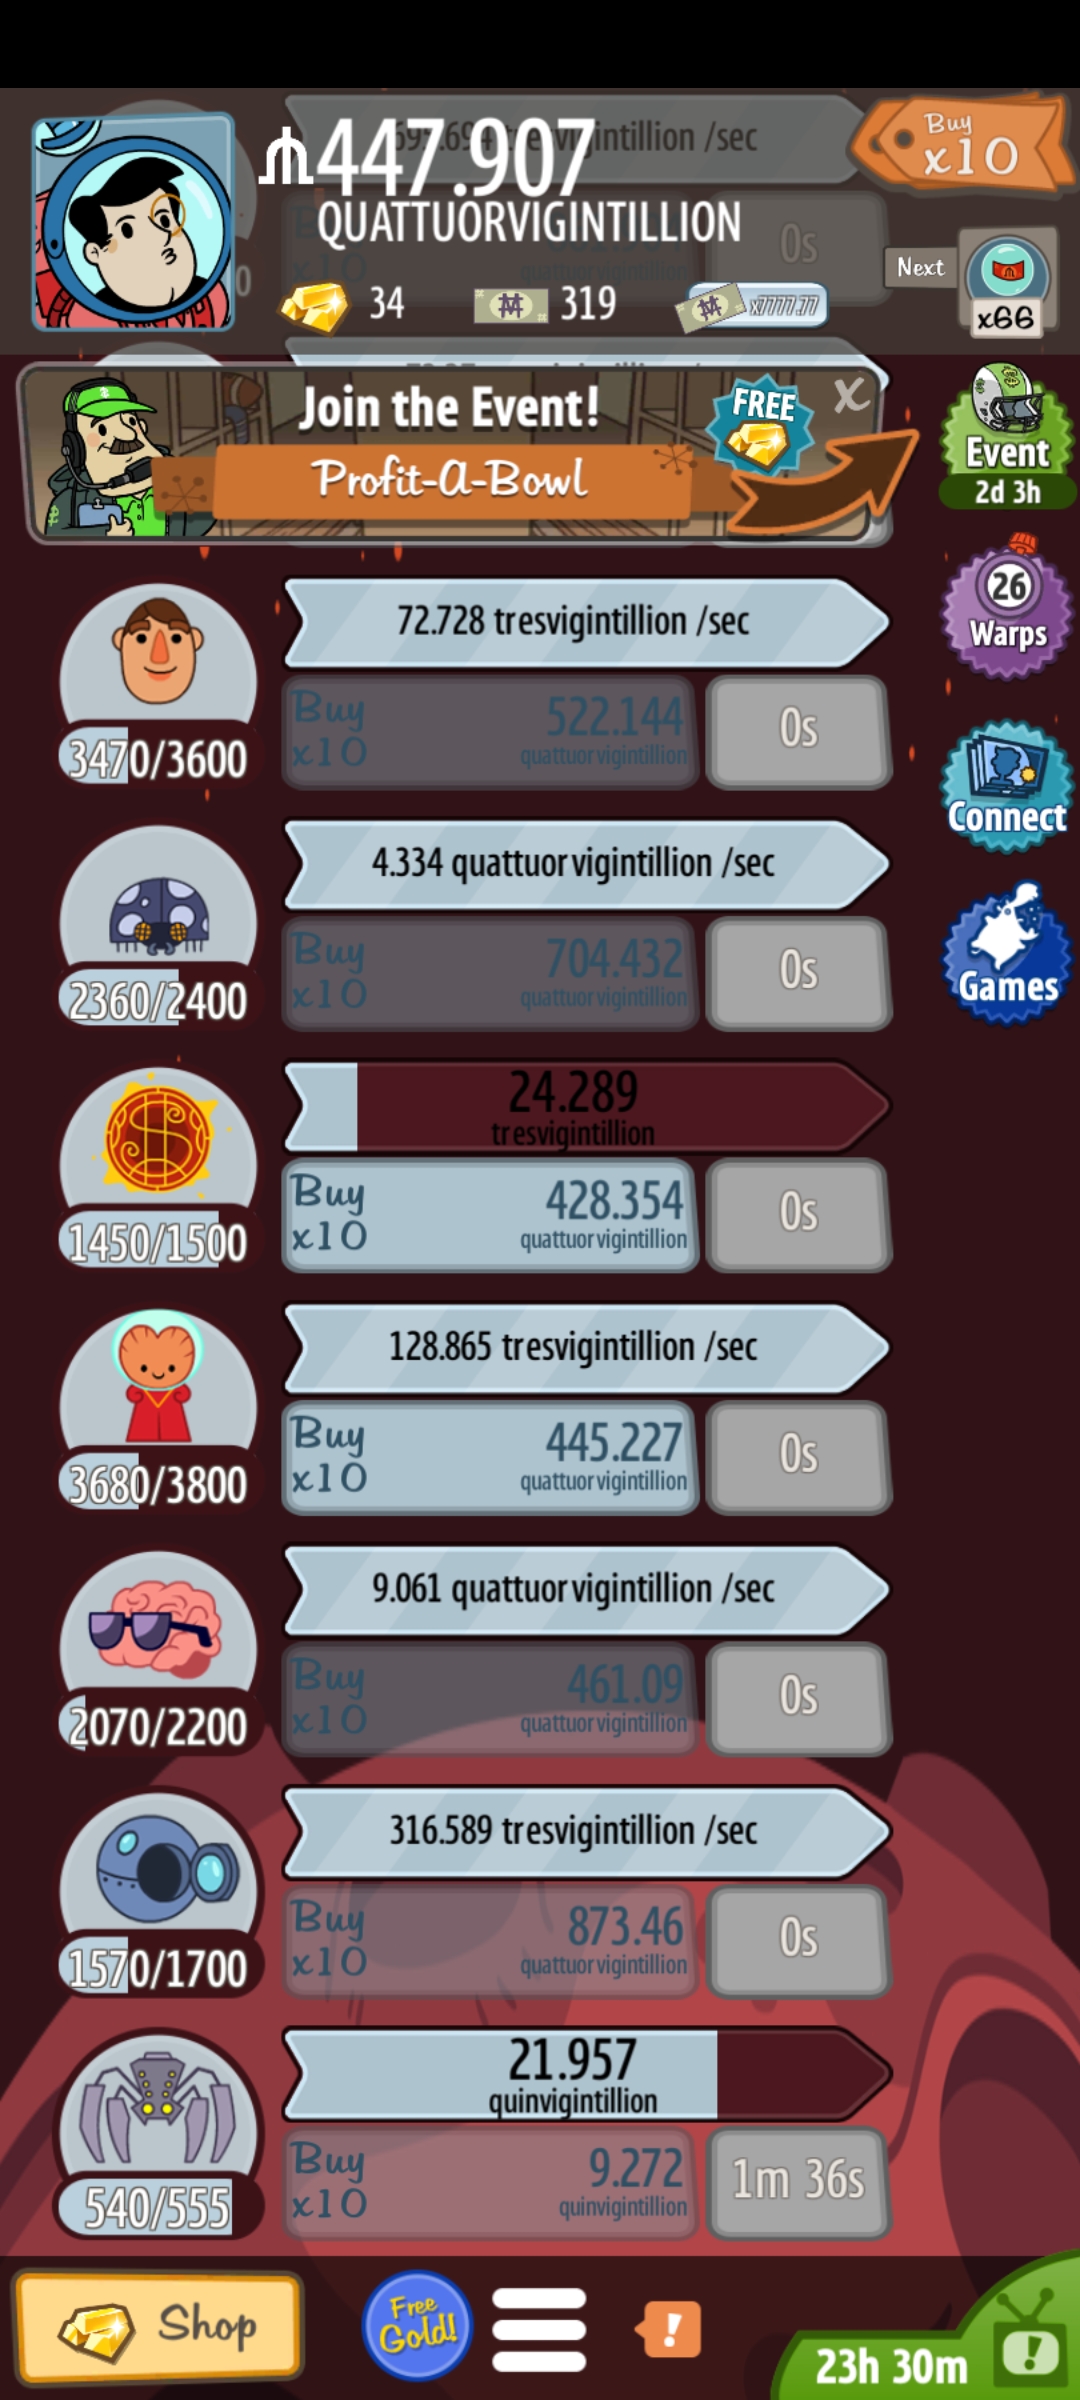 447.907
QUATTUORVIGINTILLION
Buy
x10
34
319
x7777.77
Next
x66
0s
Join the Event!
FREE
X
Profit-A-Bowl
Event
2d 3h
72.728 tresvigintillion /sec
26
Warps
Buy
x10
522.144
quattuorvigintillion
0s
3470/3600
Connect
4.334 quattuorvigintillion /sec
Buy
x10
704.432
quattuorvigintillion
0s
2360/2400
Games
24.289
tresvigintillion
Buy
x10
428.354
quattuorvigintillion
0s
1450/1500
128.865 tresvigintillion /sec
Buy
x10
445.227
quattuorvigintillion
0s
3680/3800
9.061 quattuorvigintillion /sec
Buy
x10
461.09
quattuorvigintillion
0s
2070/2200
316.589 tresvigintillion /sec
Buy
x10
873.46
quattuorvigintillion
0s
1570/1700
21.957
quinvigintillion
Buy
x10
9.272
quinvigintillion
1m 36s
540/555
Shop
Free
Gold!
!
23h 30m
!